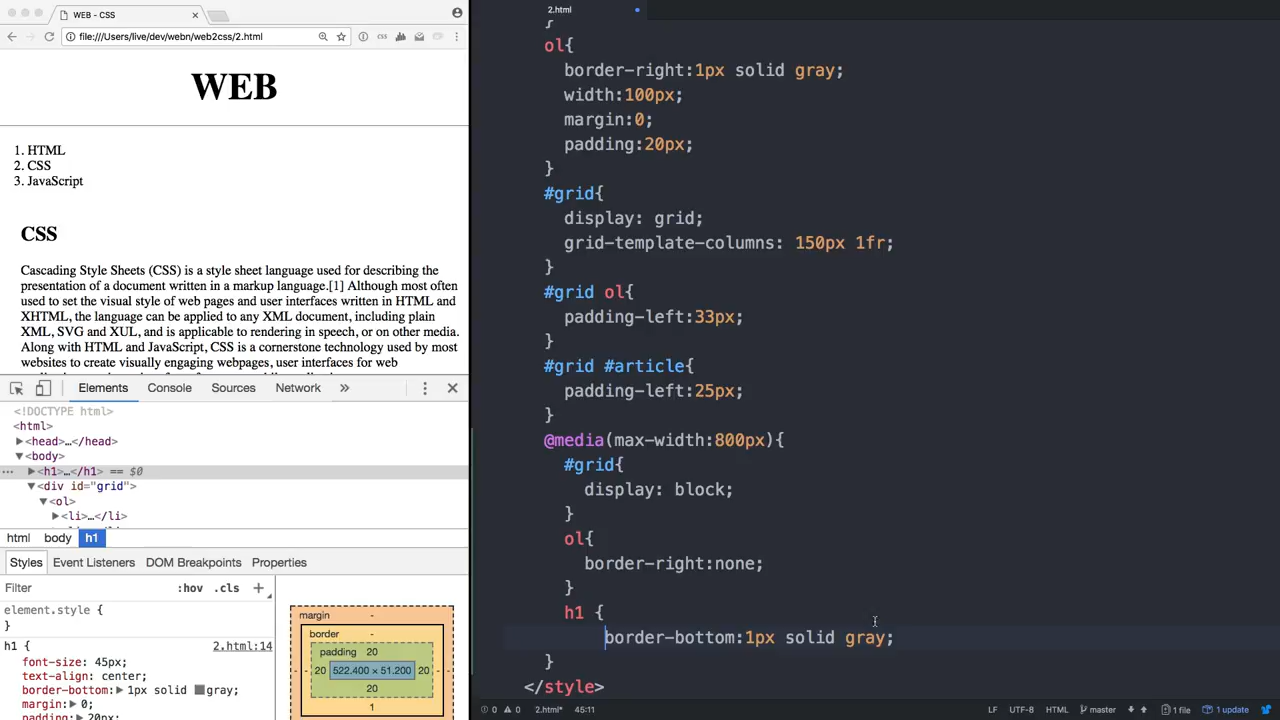 WEB - CSS
file:///Users/live/dev/webn/web2css/2.html
css
WEB
1. HTML
2. CSS
3. JavaScript
CSS
Cascading Style Sheets (CSS) is a style sheet language used for describing the
presentation of a document written in a markup language.[1] Although most often
used to set the visual style of web pages and user interfaces written in HTML and
XHTML, the language can be applied to any XML document, including plain
XML, SVG and XUL, and is applicable to rendering in speech, or on other media.
Along with HTML and JavaScript, CSS is a cornerstone technology used by most
websites to create visually engaging webpages, user interfaces for web
Elements Console Sources Network »
<!DOCTYPE html>
<html>
<head>…</head>
<body>
… <h1>…</h1> == $0
<div id="grid">
<ol>
<li>…</li>
html body h1
Styles Event Listeners DOM Breakpoints Properties
Filter :hov .cls +
element.style {
}
h1 { 2.html:14
font-size: 45px;
text-align: center;
border-bottom: 1px solid gray;
margin: 0;
padding: 20px;
margin -
border -
padding 20
- - 20 522.400 × 51.200 20 - -
20
1
2.html
}
ol{
border-right:1px solid gray;
width:100px;
margin:0;
padding:20px;
}
#grid{
display: grid;
grid-template-columns: 150px 1fr;
}
#grid ol{
padding-left:33px;
}
#grid #article{
padding-left:25px;
}
@media(max-width:800px){
#grid{
display: block;
}
ol{
border-right:none;
}
h1 {
border-bottom:1px solid gray;
}
</style>
0 0 2.html* 45:11 LF UTF-8 HTML master 1 file 1 update